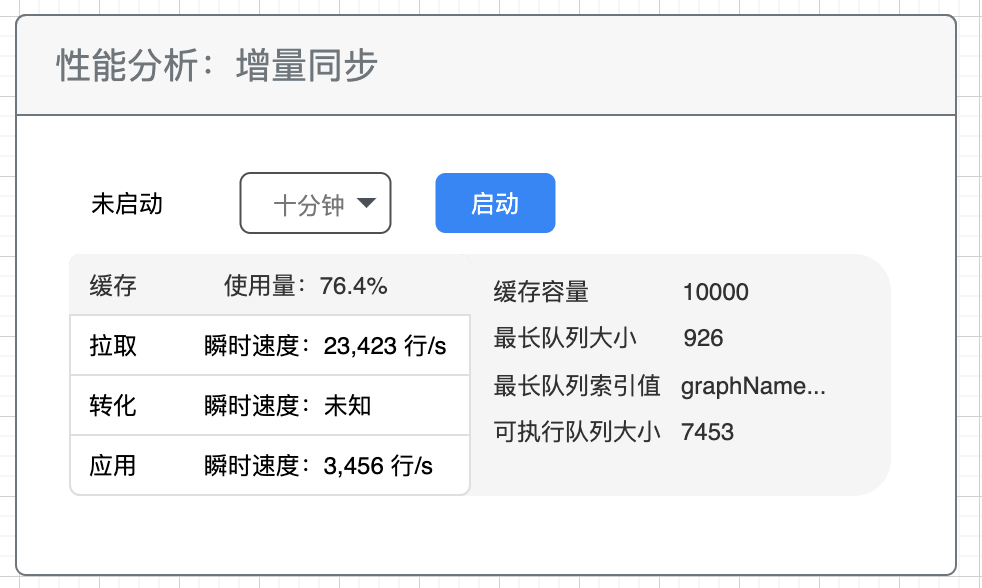 性能分析：增量同步
未启动 十分钟 启动
缓存 使用量：76.4%
拉取 瞬时速度：23,423 行/s
转化 瞬时速度：未知
应用 瞬时速度：3,456 行/s
缓存容量 10000
最长队列大小 926
最长队列索引值 graphName...
可执行队列大小 7453